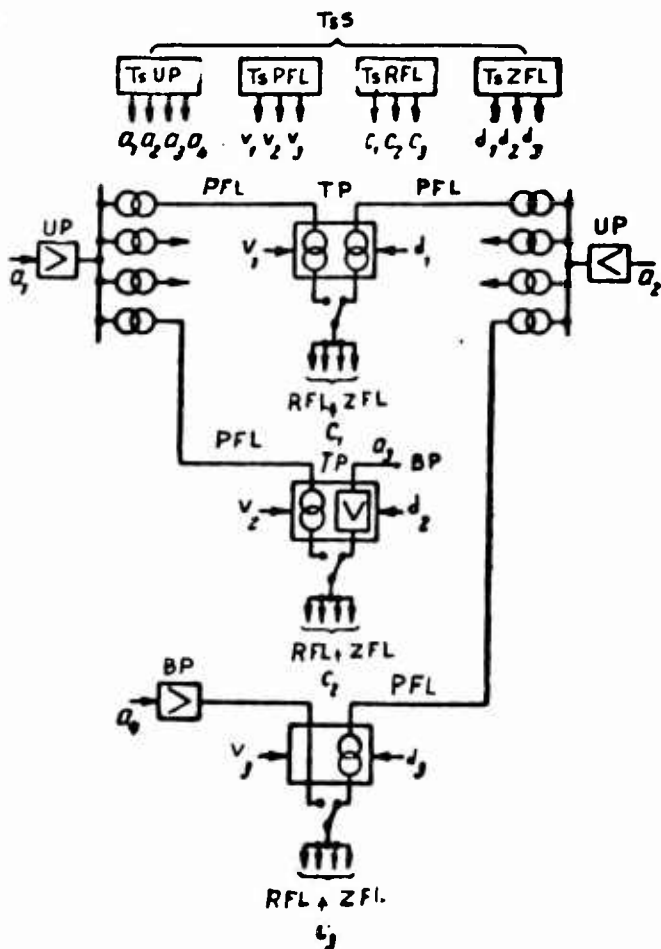 TsS
Ts UP Ts PFL Ts RFL Ts ZFL
a1 a2 a3 a4 v1 v2 v3 c1 c2 c3 d1 d2 d3
PFL TP PFL
UP UP
a1 v1 d1 a2
RFL, ZFL
c1
PFL TP a3 BP
v2 d2
RFL, ZFL
c2
BP PFL
a4
v3 d3
RFL, ZFL